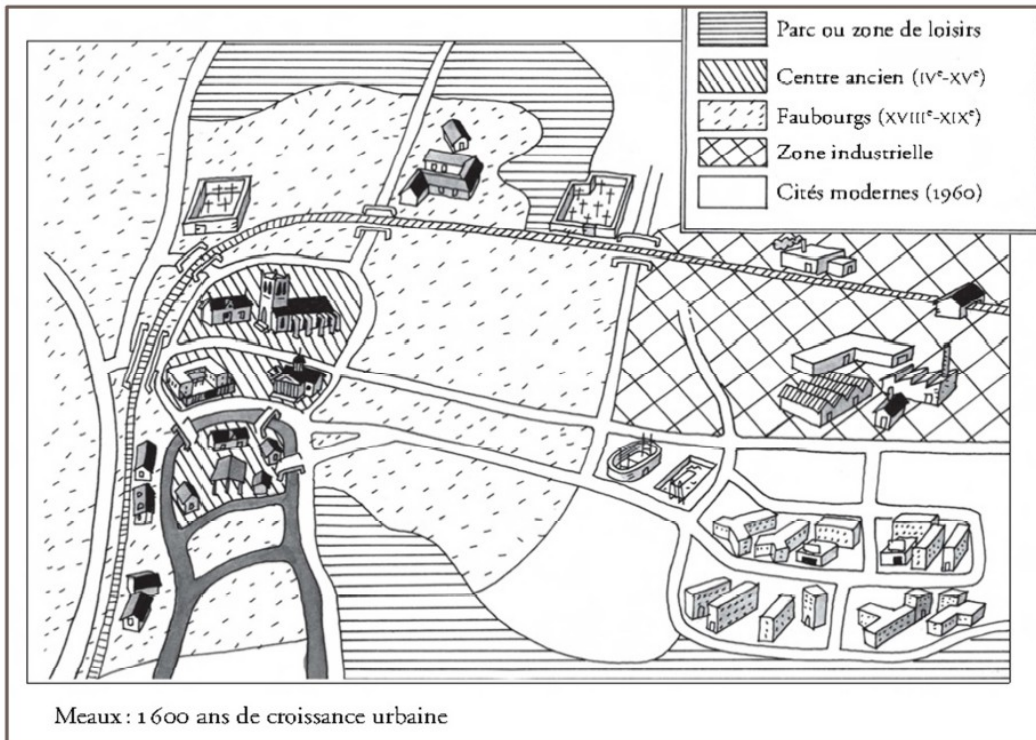 Parc ou zone de loisirs
Centre ancien (IVᵉ-XVᵉ)
Faubourgs (XVIIIᵉ-XIXᵉ)
Zone industrielle
Cités modernes (1960)
Meaux : 1600 ans de croissance urbaine